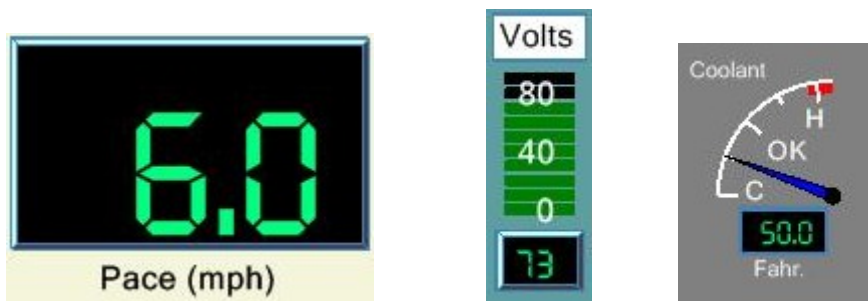 6.0
Pace (mph)
Volts
80
40
0
73
Coolant
H
OK
C
50.0
Fahr.